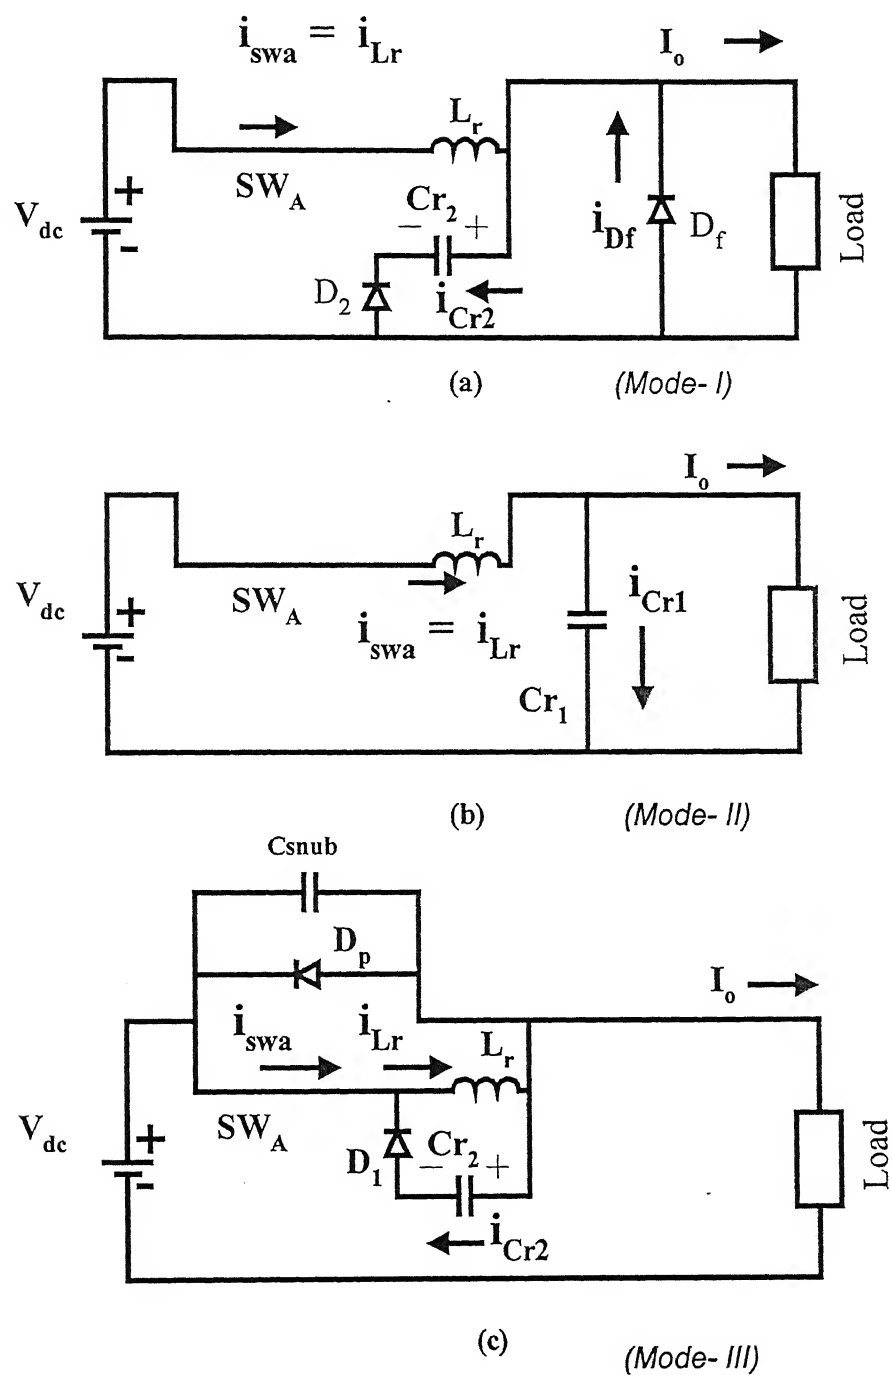 i_swa = i_Lr
I_o
L_r
SW_A
Cr_2
V_dc
+
-
− +
i_Df
D_f
Load
D_2
i_Cr2
(a) (Mode- I)
I_o
L_r
V_dc
+
-
SW_A
i_swa = i_Lr
i_Cr1
Load
Cr_1
(b) (Mode- II)
Csnub
D_p
I_o
i_swa i_Lr
L_r
SW_A
V_dc
+
-
D_1
Cr_2
− +
Load
i_Cr2
(c)
(Mode- III)